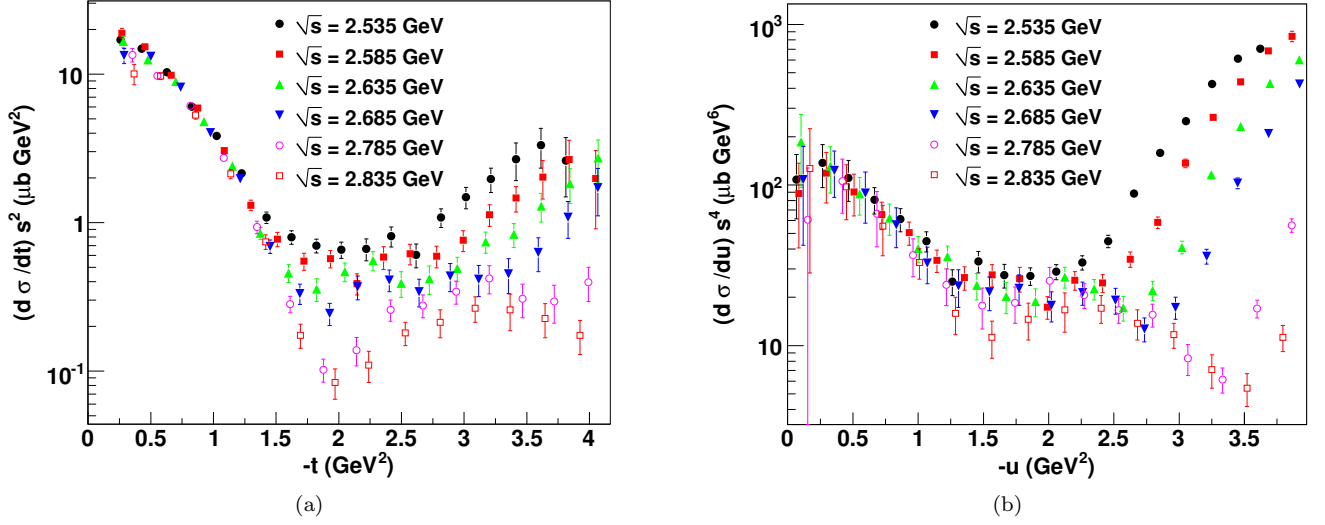 (d σ /dt) s² (μb GeV²)
10
1
10⁻¹
√s = 2.535 GeV
√s = 2.585 GeV
√s = 2.635 GeV
√s = 2.685 GeV
√s = 2.785 GeV
√s = 2.835 GeV
0 0.5 1 1.5 2 2.5 3 3.5 4
-t (GeV²)
(a)
(d σ /du) s⁴ (μb GeV⁶)
10³
10²
10
√s = 2.535 GeV
√s = 2.585 GeV
√s = 2.635 GeV
√s = 2.685 GeV
√s = 2.785 GeV
√s = 2.835 GeV
0 0.5 1 1.5 2 2.5 3 3.5
-u (GeV²)
(b)